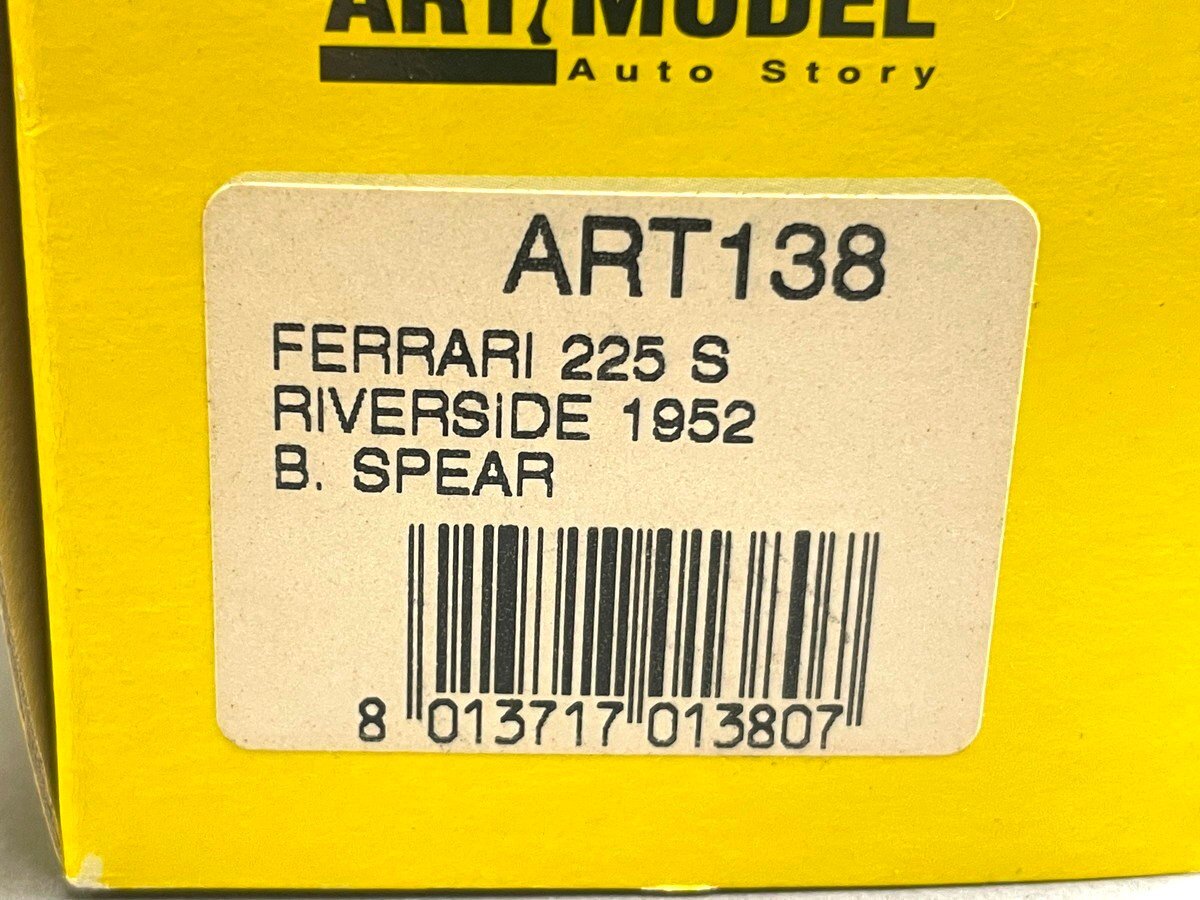 ART MODEL
Auto Story
ART138
FERRARI 225 S
RIVERSIDE 1952
B. SPEAR
8 013717 013807